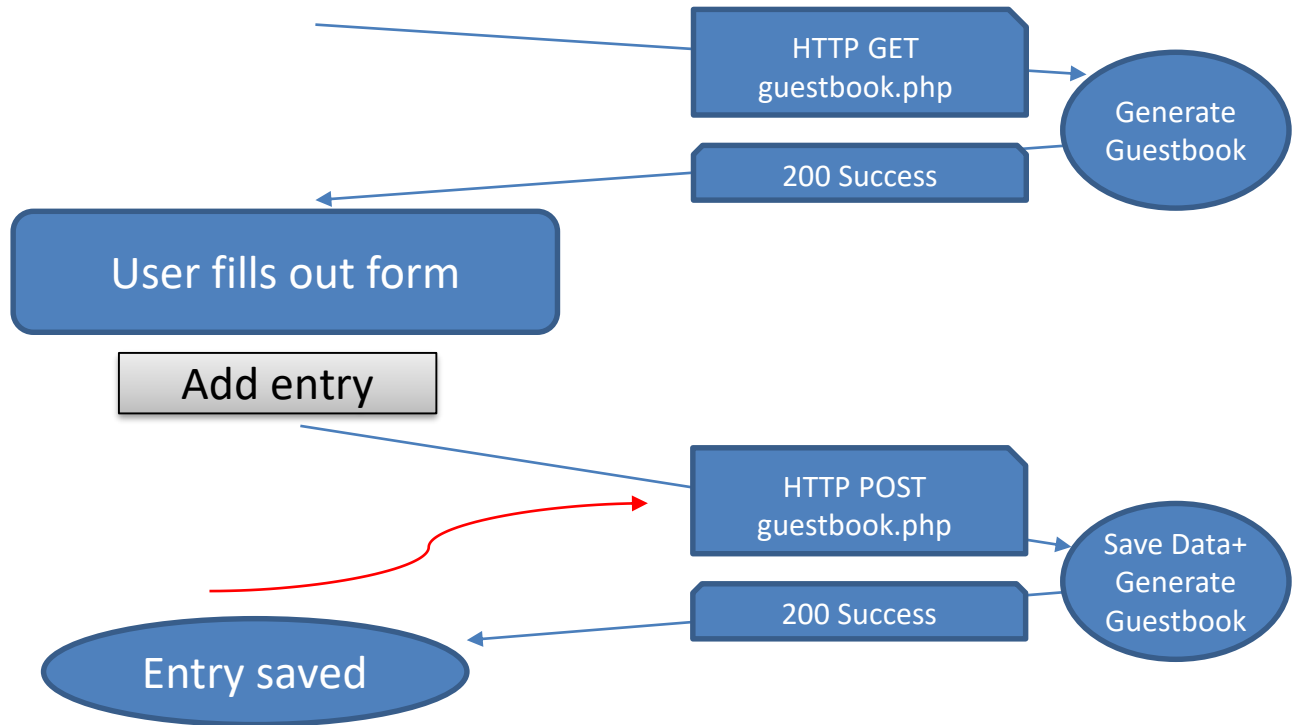 HTTP GET
guestbook.php
Generate
Guestbook
200 Success
User fills out form
Add entry
HTTP POST
guestbook.php
Save Data+
Generate
Guestbook
200 Success
Entry saved